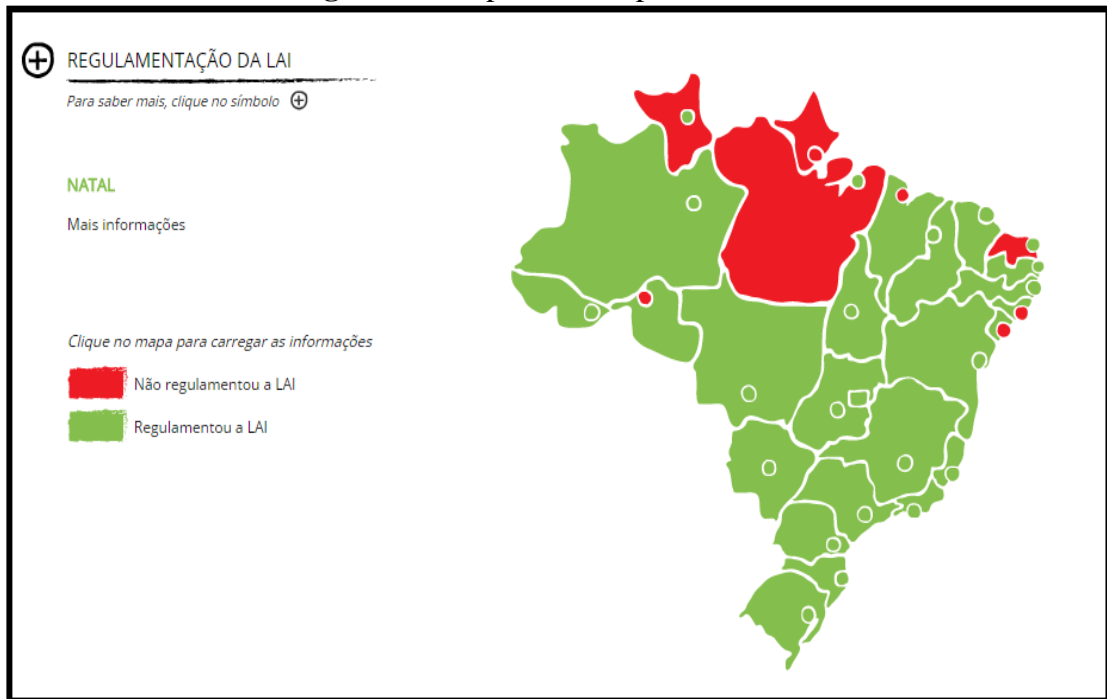 REGULAMENTAÇÃO DA LAI
Para saber mais, clique no símbolo
NATAL
Mais informações
Clique no mapa para carregar as informações
Não regulamentou a LAI
Regulamentou a LAI